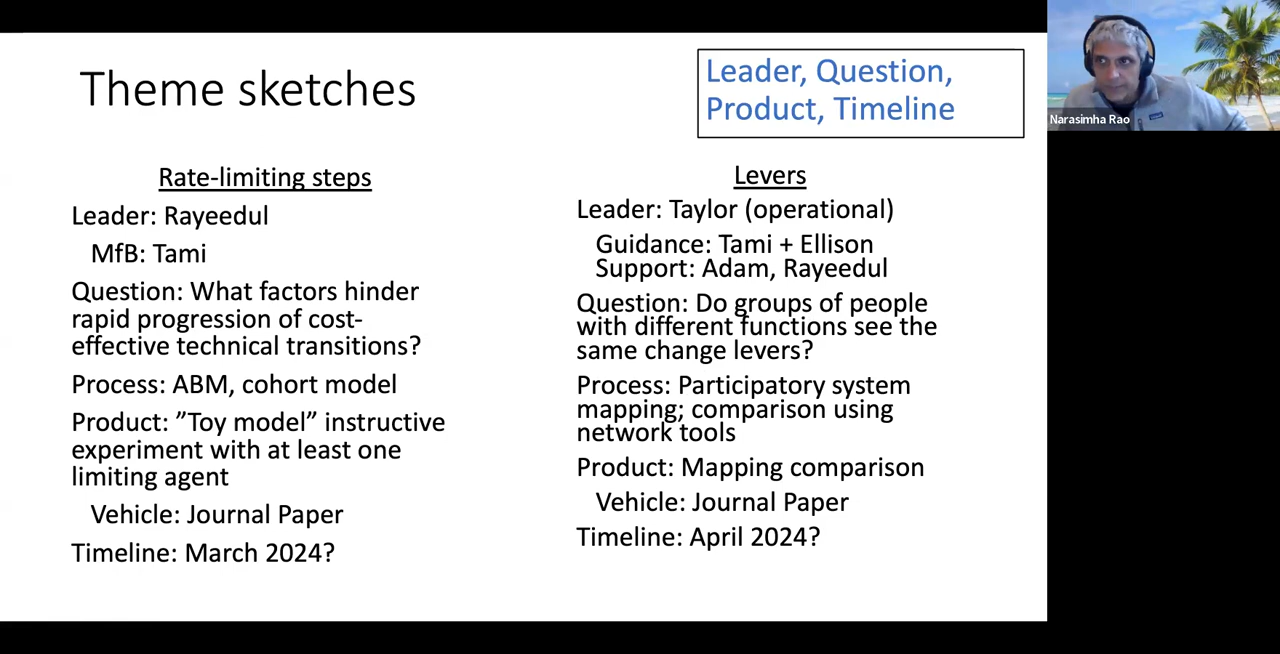 Theme sketches
Leader, Question,
Product, Timeline
Rate-limiting steps
Leader: Rayeedul
MfB: Tami
Question: What factors hinder
rapid progression of cost-
effective technical transitions?
Process: ABM, cohort model
Product: ”Toy model” instructive
experiment with at least one
limiting agent
Vehicle: Journal Paper
Timeline: March 2024?
Levers
Leader: Taylor (operational)
Guidance: Tami + Ellison
Support: Adam, Rayeedul
Question: Do groups of people
with different functions see the
same change levers?
Process: Participatory system
mapping; comparison using
network tools
Product: Mapping comparison
Vehicle: Journal Paper
Timeline: April 2024?
Narasimha Rao